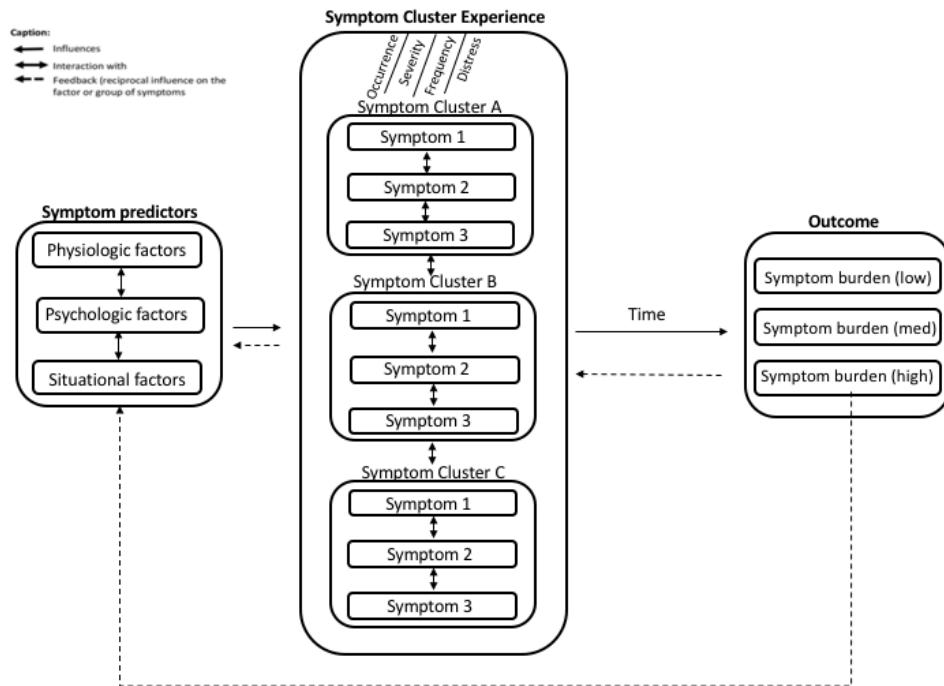 Symptom Cluster Experience
Caption:
Influences
Interaction with
Feedback (reciprocal influence on the
factor or group of symptoms
Occurrence
Severity
Frequency
Distress
Symptom Cluster A
Symptom 1
Symptom 2
Symptom 3
Symptom predictors
Physiologic factors
Psychologic factors
Situational factors
Symptom Cluster B
Symptom 1
Symptom 2
Symptom 3
Time
Outcome
Symptom burden (low)
Symptom burden (med)
Symptom burden (high)
Symptom Cluster C
Symptom 1
Symptom 2
Symptom 3